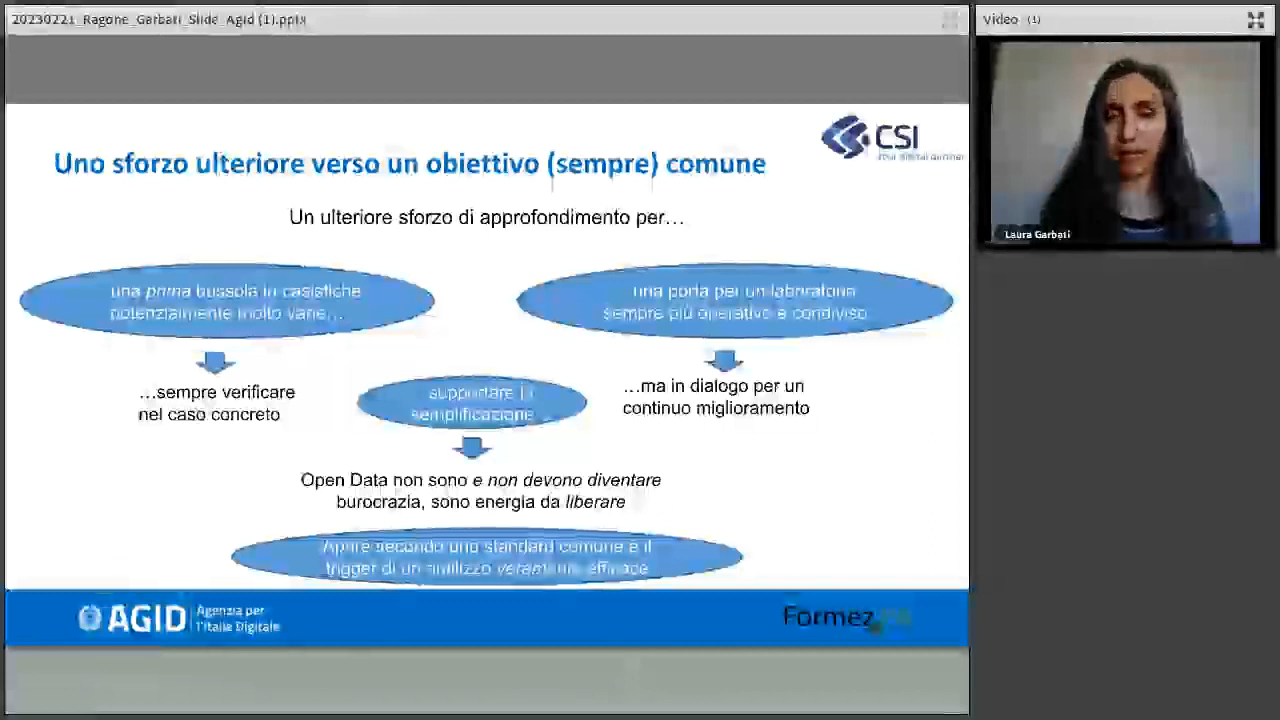 20230221_Ragone_Garbati_Slide_Agid (1).pptx
Video (1)
CSI
your digital partner
Uno sforzo ulteriore verso un obiettivo (sempre) comune
Laura Garbati
Un ulteriore sforzo di approfondimento per…
una prima bussola in casistiche
potenzialmente molto varie…
una porta per un laboratorio
sempre più operativo e condiviso
…sempre verificare
nel caso concreto
supportare la
semplificazione
…ma in dialogo per un
continuo miglioramento
Open Data non sono e non devono diventare
burocrazia, sono energia da liberare
Aprire secondo uno standard comune è il
trigger di un riutilizzo veramente efficace
AGID
Agenzia per
l'Italia Digitale
Formez